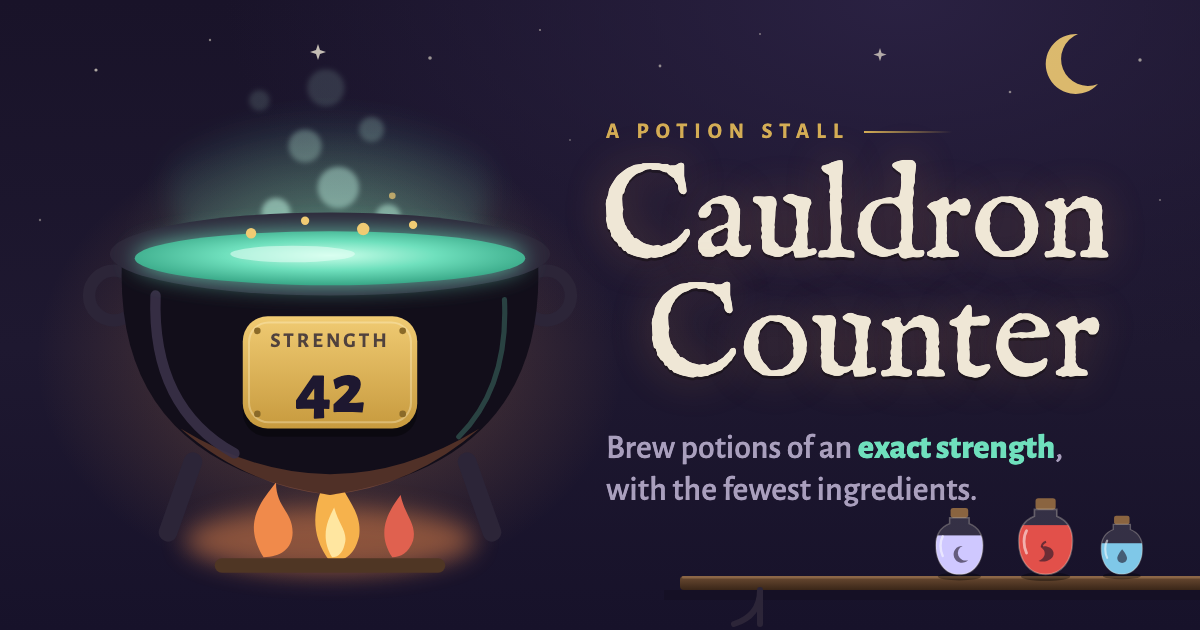 A POTION STALL
Cauldron
Counter
STRENGTH
42
Brew potions of an exact strength,
with the fewest ingredients.